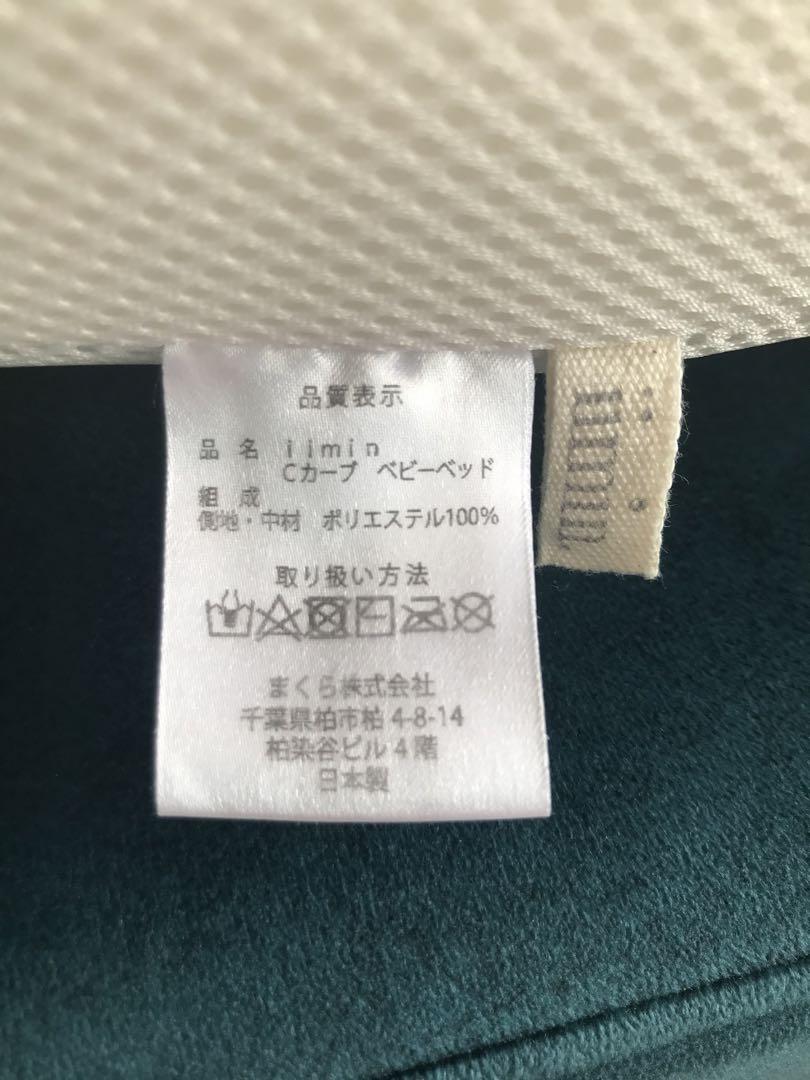 品質表示
品 名 iimin
Cカーブ ベビーベッド
組 成
側地・中材 ポリエステル100%
取り扱い方法
まくら株式会社
千葉県柏市柏 4-8-14
柏染谷ビル 4 階
日本製
iimin